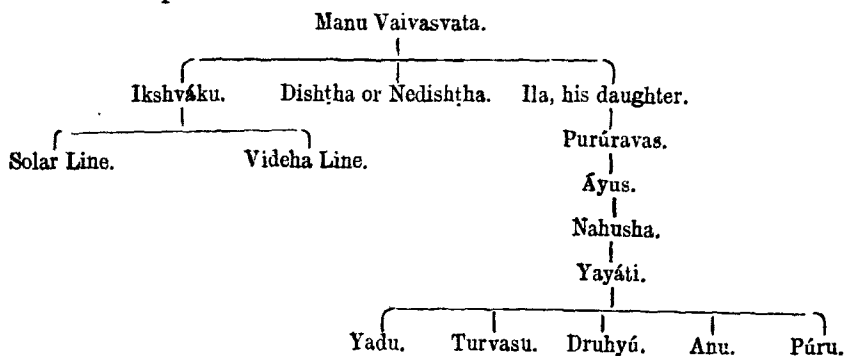 Manu Vaivasvata.
Ikshváku. Dishṭha or Nedishṭha. Ila, his daughter.
Purúravas.
Solar Line. Videha Line.
Áyus.
Nahusha.
Yayáti.
Yadu. Turvasu. Druhyú. Anu. Púru.